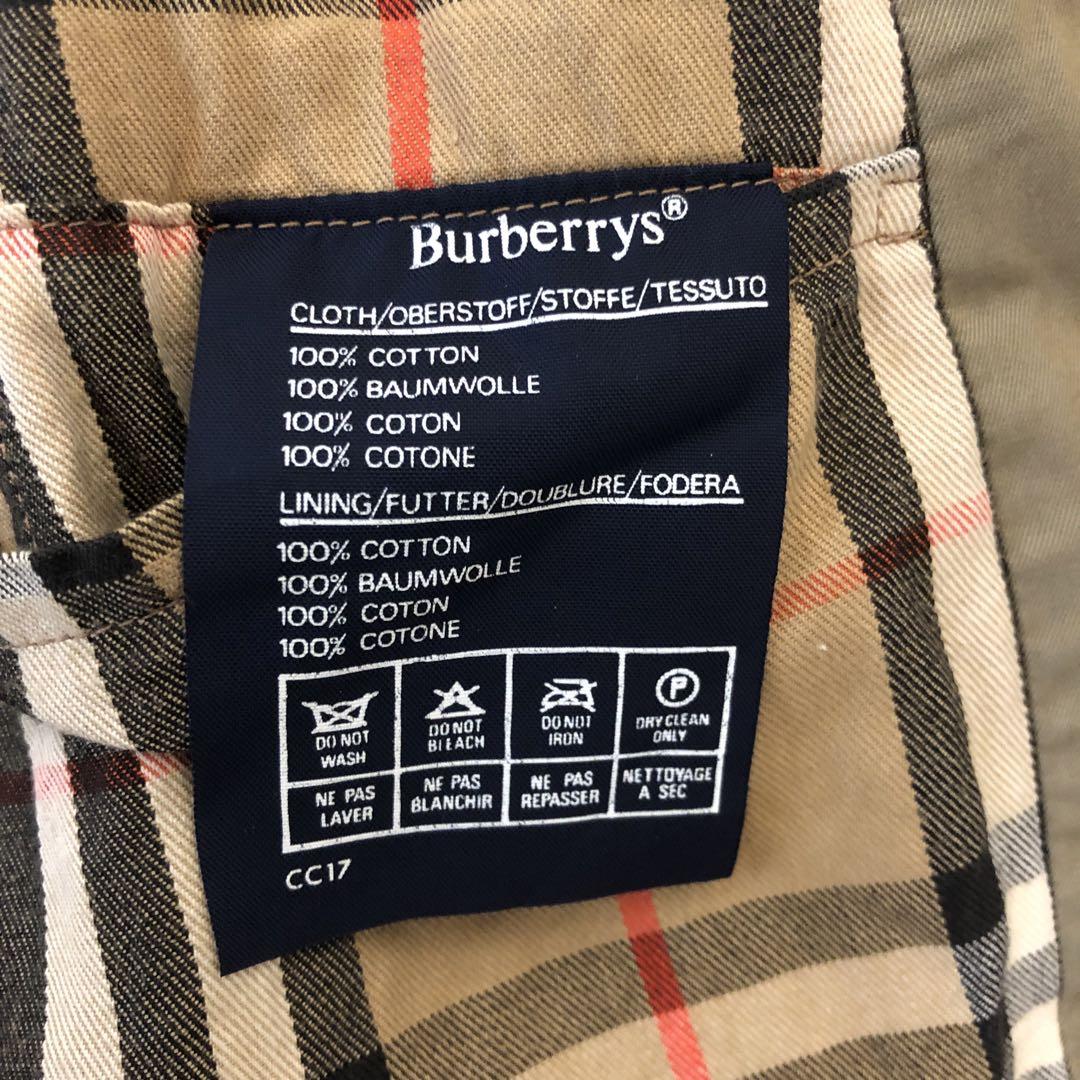 Burberrys®
CLOTH/OBERSTOFF/STOFFE/TESSUTO
100% COTTON
100% BAUMWOLLE
100% COTON
100% COTONE
LINING/FUTTER/DOUBLURE/FODERA
100% COTTON
100% BAUMWOLLE
100% COTON
100% COTONE
DO NOT WASH
DO NOT BLEACH
DO NOT IRON
P
DRY CLEAN ONLY
NE PAS LAVER
NE PAS BLANCHIR
NE PAS REPASSER
NETTOYAGE A SEC
CC17